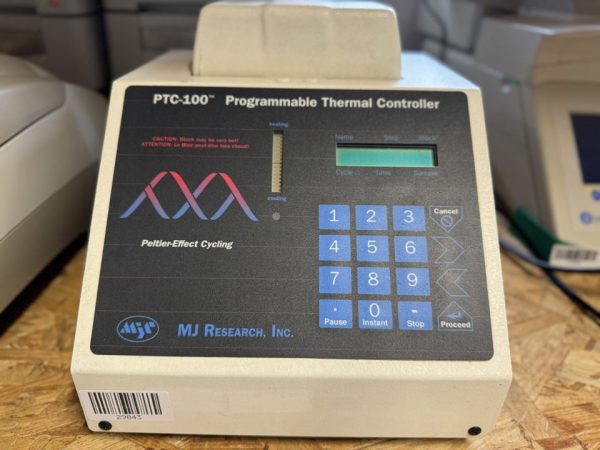 PTC-100™ Programmable Thermal Controller
heating
CAUTION: Block may be very hot!
ATTENTION: Le Bloc peut-être très chaud!
Name Step Block
Cycle Time Sample
cooling
1 2 3 Cancel
4 5 6
Peltier-Effect Cycling
7 8 9
. 0 -
Pause Instant Stop Proceed
MJR MJ RESEARCH, INC.
29843